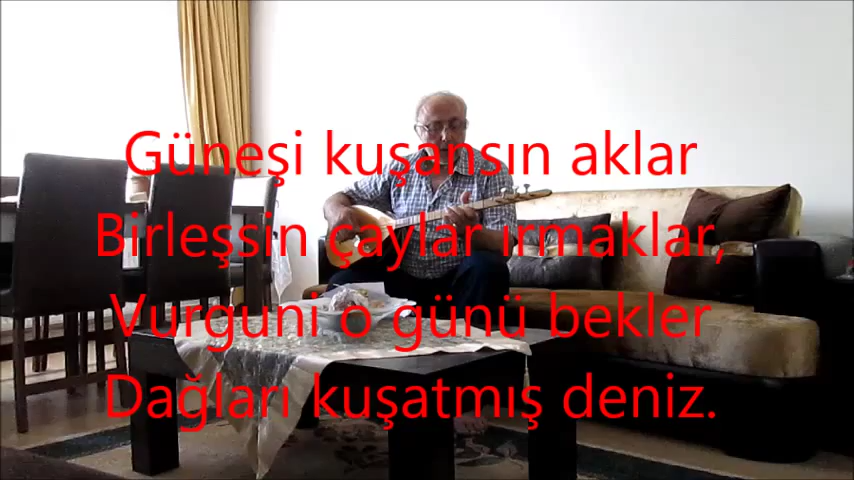 Güneşi kuşansın aklar
Birleşsin çaylar ırmaklar,
Vurguni o günü bekler
Dağları kuşatmış deniz.